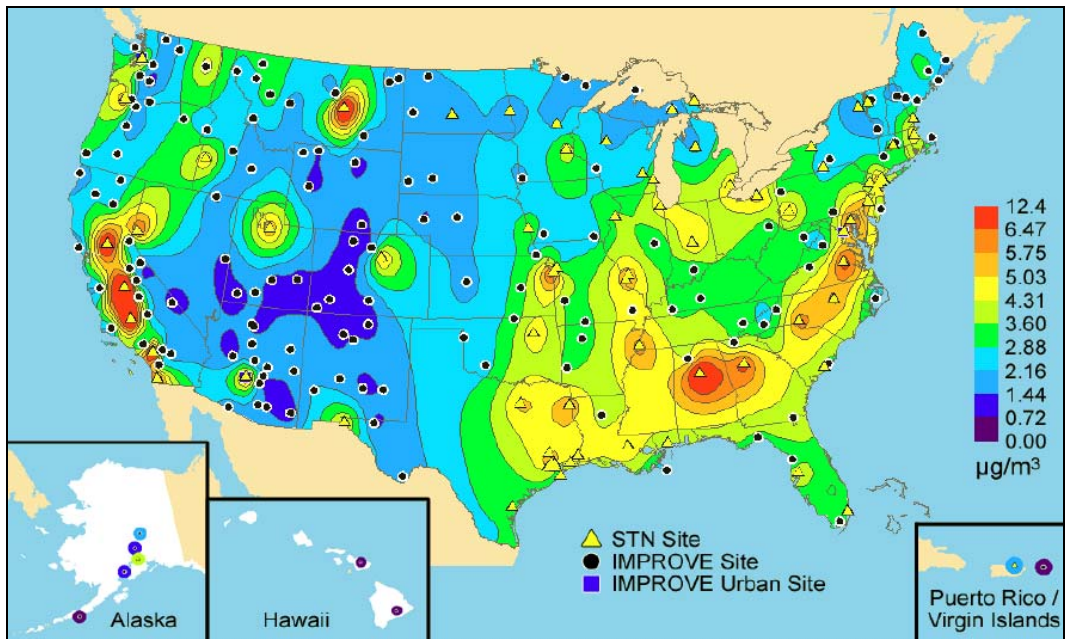 12.4
6.47
5.75
5.03
4.31
3.60
2.88
2.16
1.44
0.72
0.00
µg/m³
STN Site
IMPROVE Site
IMPROVE Urban Site
Alaska
Hawaii
Puerto Rico /
Virgin Islands